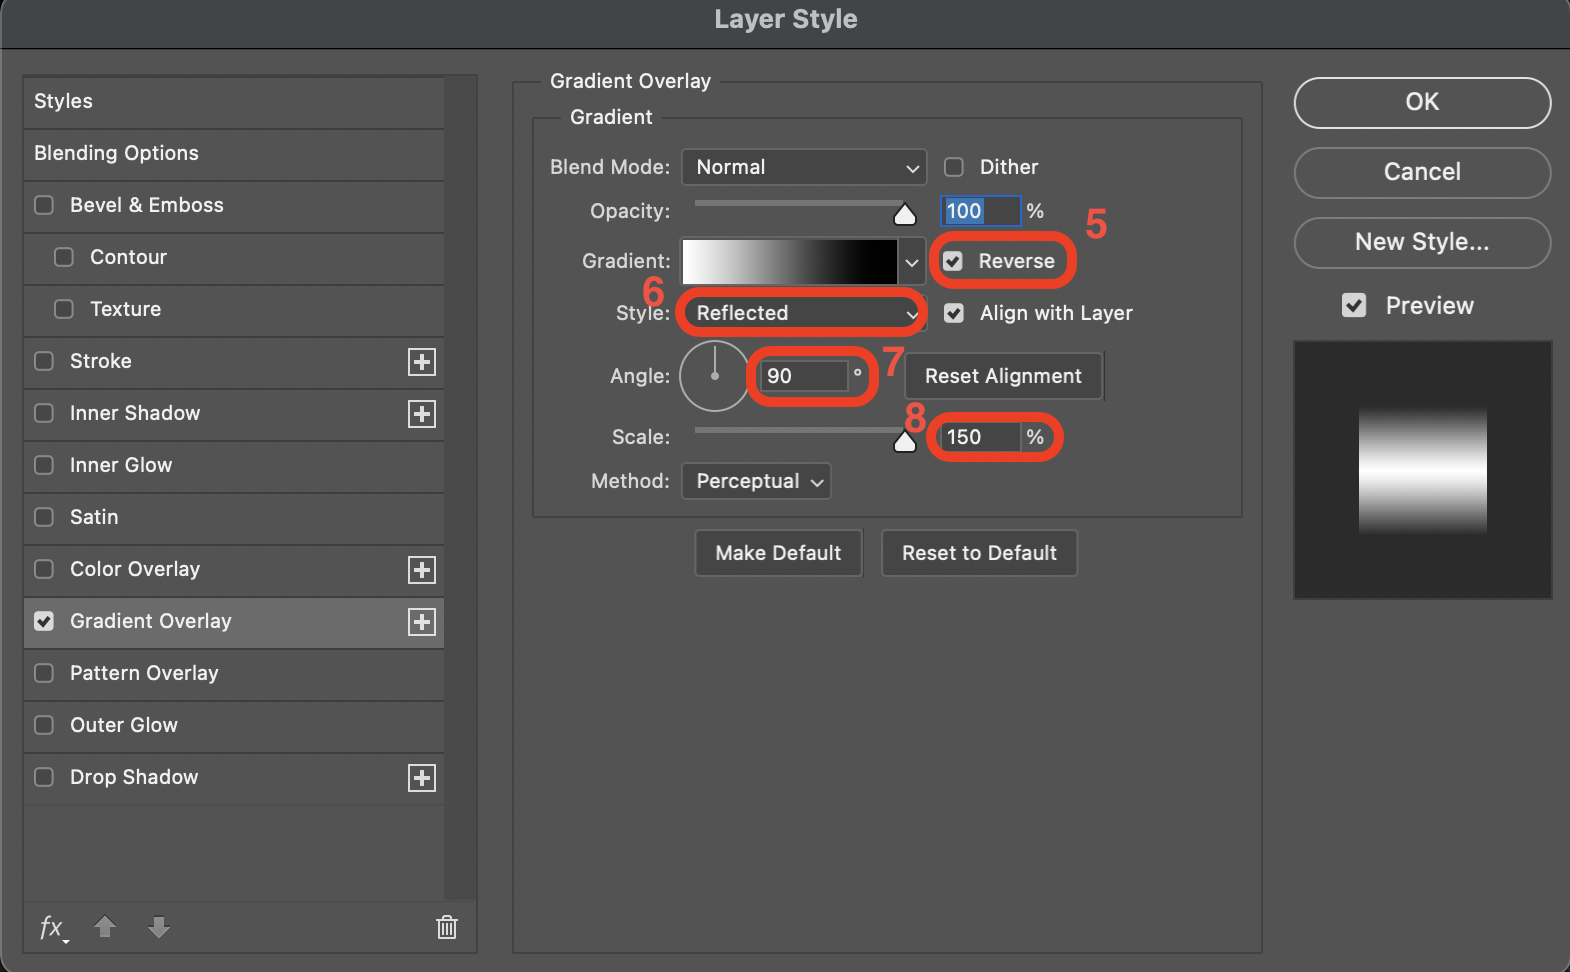 Layer Style
Styles
Blending Options
Bevel & Emboss
Contour
Texture
Stroke
Inner Shadow
Inner Glow
Satin
Color Overlay
Gradient Overlay
Pattern Overlay
Outer Glow
Drop Shadow
fx
Gradient Overlay
Gradient
Blend Mode: Normal Dither
Opacity: 100 %
5
Gradient: Reverse
6
Style: Reflected Align with Layer
7
Angle: 90 ° Reset Alignment
8
Scale: 150 %
Method: Perceptual
Make Default Reset to Default
OK
Cancel
New Style...
Preview